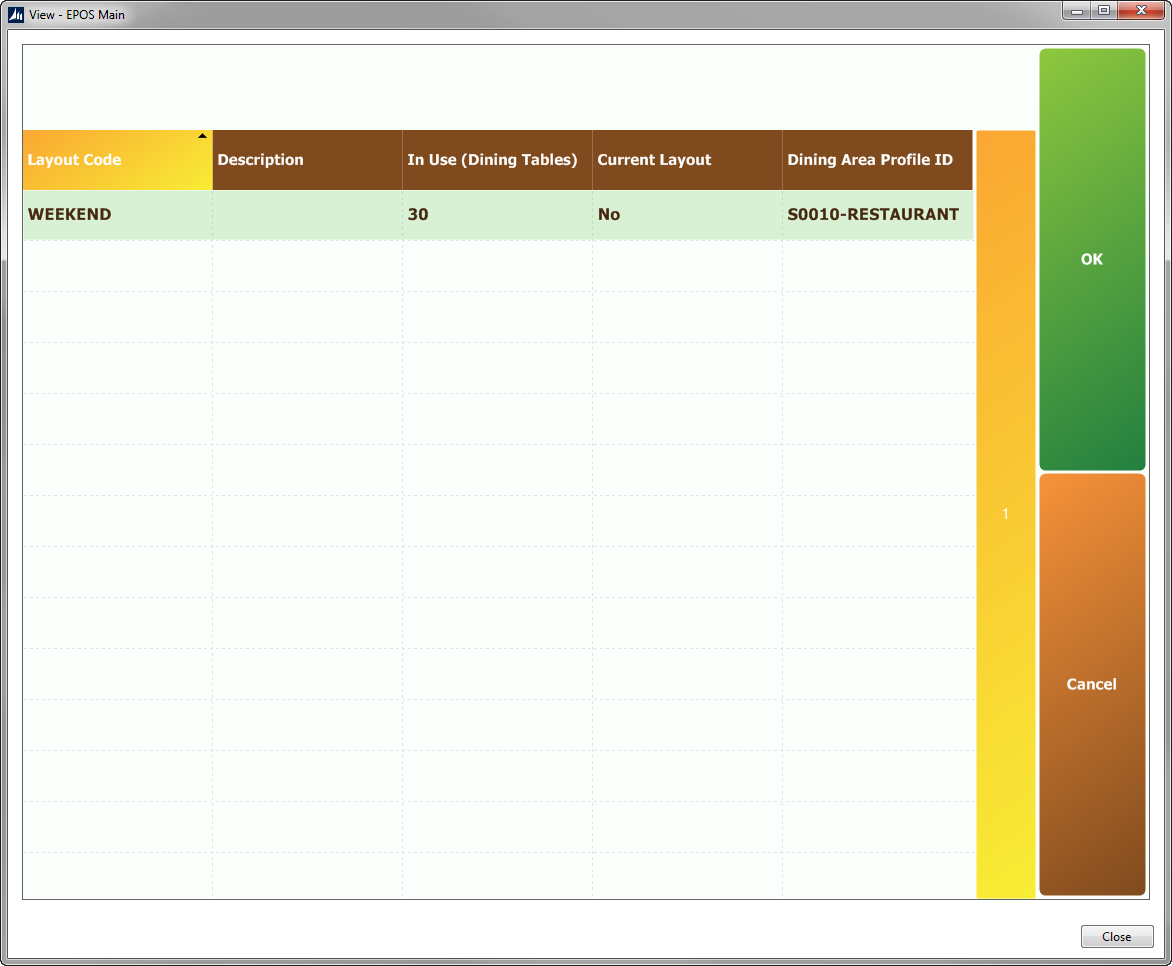 View - EPOS Main
Layout Code Description In Use (Dining Tables) Current Layout Dining Area Profile ID
WEEKEND 30 No S0010-RESTAURANT
OK
1
Cancel
Close